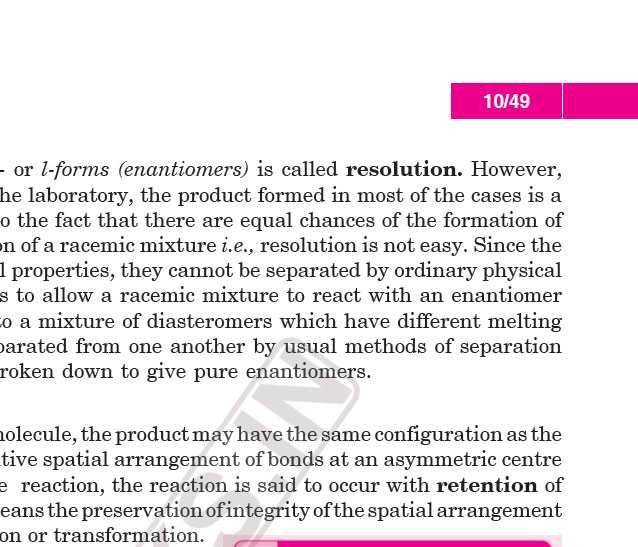 10/49
- or l-forms (enantiomers) is called resolution. However,
he laboratory, the product formed in most of the cases is a
o the fact that there are equal chances of the formation of
on of a racemic mixture i.e., resolution is not easy. Since the
l properties, they cannot be separated by ordinary physical
s to allow a racemic mixture to react with an enantiomer
to a mixture of diasteromers which have different melting
parated from one another by usual methods of separation
roken down to give pure enantiomers.
nolecule, the product may have the same configuration as the
tive spatial arrangement of bonds at an asymmetric centre
e reaction, the reaction is said to occur with retention of
eans the preservation of integrity of the spatial arrangement
on or transformation.
KS.IN